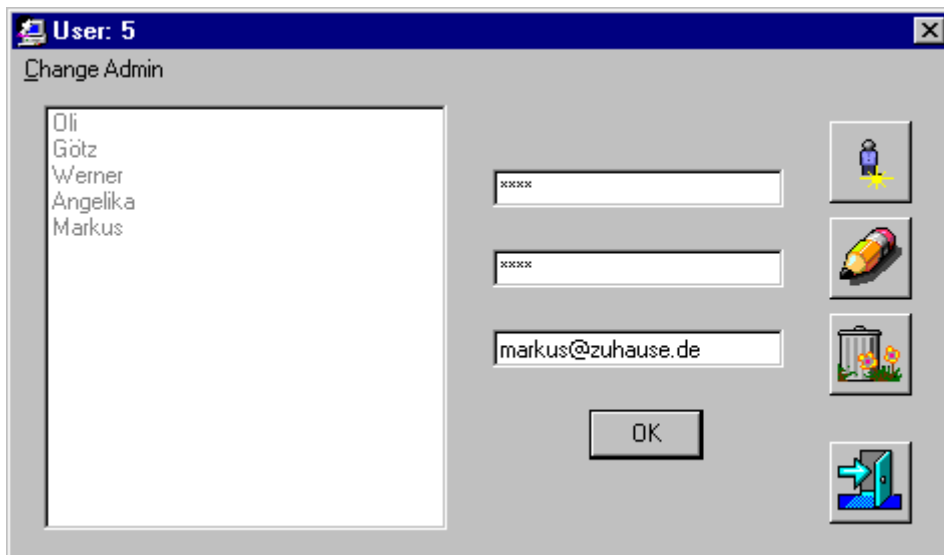 User: 5
Change Admin
Oli
Götz
Werner
Angelika
Markus
****
****
markus@zuhause.de
OK